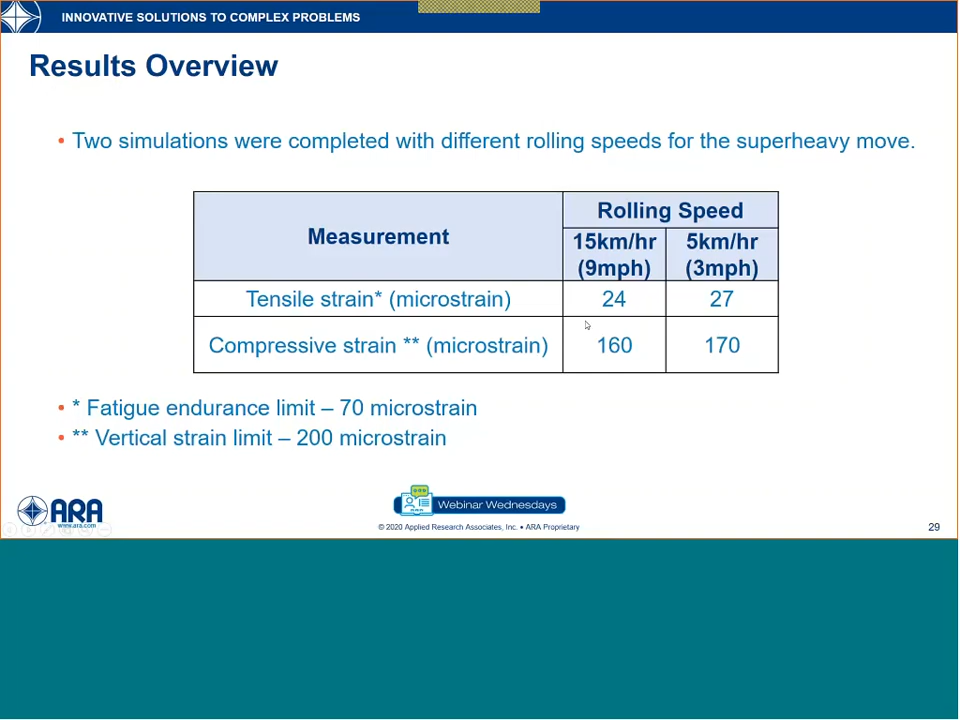 INNOVATIVE SOLUTIONS TO COMPLEX PROBLEMS
Results Overview
• Two simulations were completed with different rolling speeds for the superheavy move.
Measurement
Rolling Speed
15km/hr (9mph)
5km/hr (3mph)
Tensile strain* (microstrain) 24 27
Compressive strain ** (microstrain) 160 170
• * Fatigue endurance limit – 70 microstrain
• ** Vertical strain limit – 200 microstrain
ARA
www.ara.com
Webinar Wednesdays
© 2020 Applied Research Associates, Inc. • ARA Proprietary
29